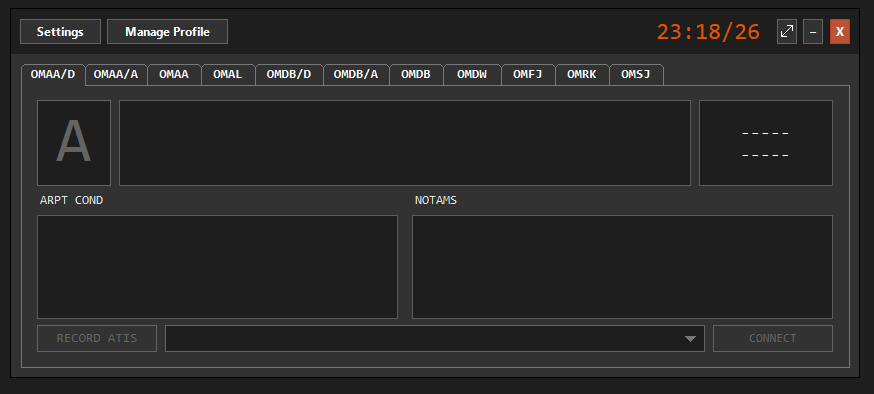 Settings Manage Profile 23:18/26 – X
OMAA/D OMAA/A OMAA OMAL OMDB/D OMDB/A OMDB OMDW OMFJ OMRK OMSJ
A
-----
-----
ARPT COND NOTAMS
RECORD ATIS CONNECT